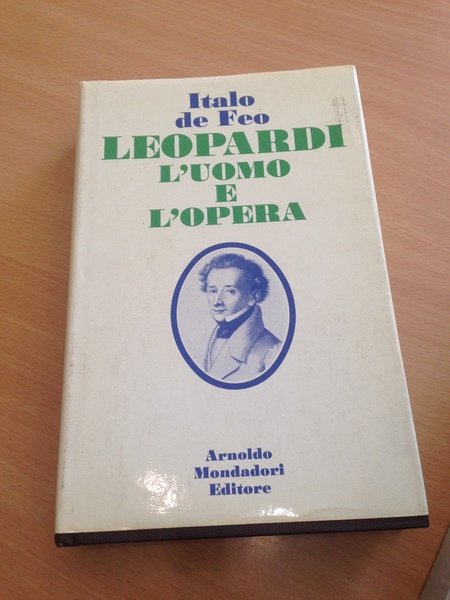 Italo
de Feo
LEOPARDI
L'UOMO
E
L'OPERA
Arnoldo
Mondadori
Editore